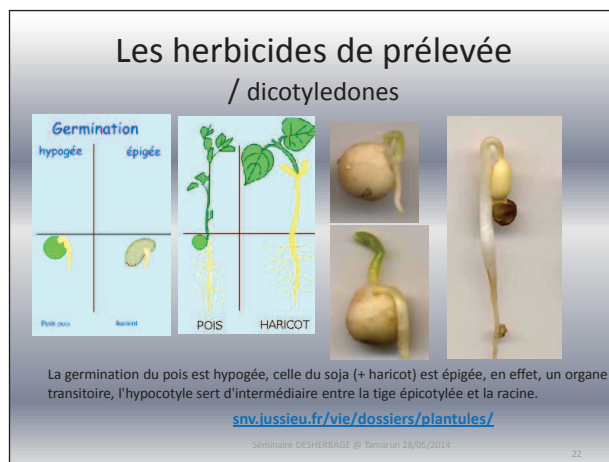 Les herbicides de prélevée
/ dicotyledones
Germination
hypogée
épigée
Petit pois
haricot
POIS
HARICOT
La germination du pois est hypogée, celle du soja (+ haricot) est épigée, en effet, un organe
transitoire, l'hypocotyle sert d'intermédiaire entre la tige épicotylée et la racine.
snv.jussieu.fr/vie/dossiers/plantules/
Séminaire DESHERBAGE @ Tamarun 28/05/2014
22